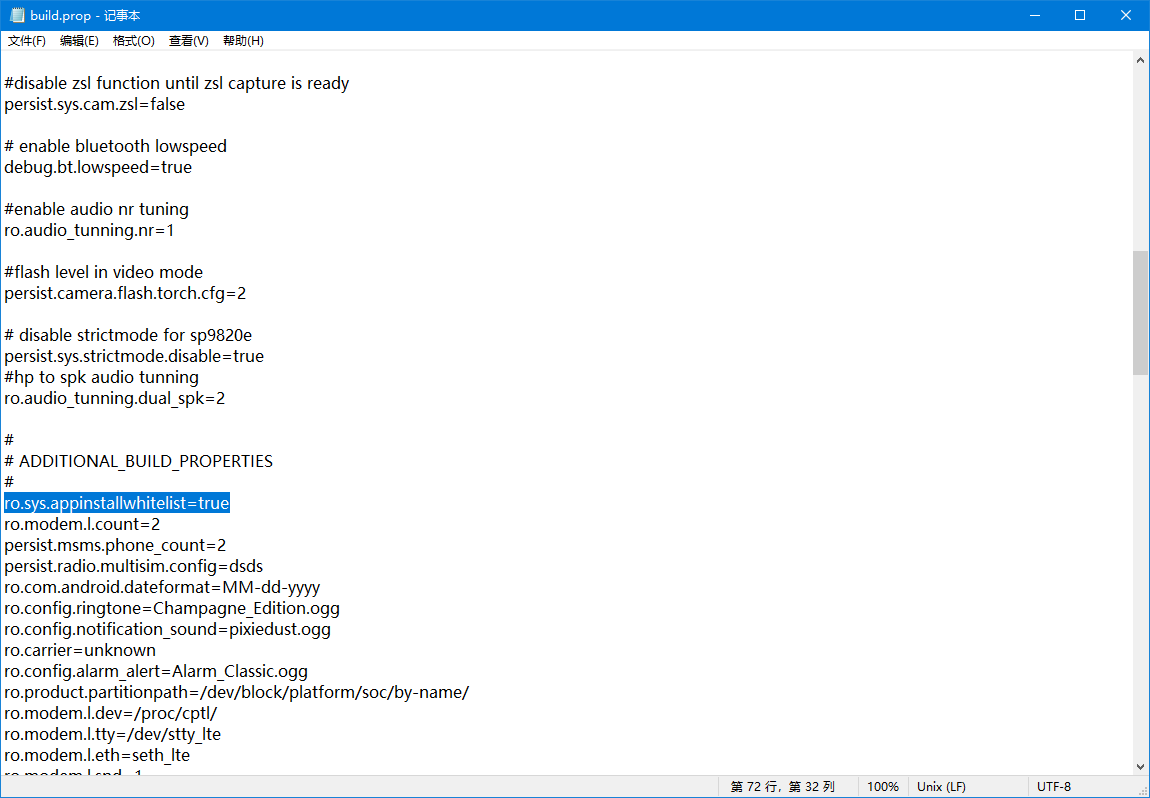 build.prop - 记事本
文件(F) 编辑(E) 格式(O) 查看(V) 帮助(H)
#disable zsl function until zsl capture is ready
persist.sys.cam.zsl=false
# enable bluetooth lowspeed
debug.bt.lowspeed=true
#enable audio nr tuning
ro.audio_tunning.nr=1
#flash level in video mode
persist.camera.flash.torch.cfg=2
# disable strictmode for sp9820e
persist.sys.strictmode.disable=true
#hp to spk audio tunning
ro.audio_tunning.dual_spk=2
#
# ADDITIONAL_BUILD_PROPERTIES
#
ro.sys.appinstallwhitelist=true
ro.modem.l.count=2
persist.msms.phone_count=2
persist.radio.multisim.config=dsds
ro.com.android.dateformat=MM-dd-yyyy
ro.config.ringtone=Champagne_Edition.ogg
ro.config.notification_sound=pixiedust.ogg
ro.carrier=unknown
ro.config.alarm_alert=Alarm_Classic.ogg
ro.product.partitionpath=/dev/block/platform/soc/by-name/
ro.modem.l.dev=/proc/cptl/
ro.modem.l.tty=/dev/stty_lte
ro.modem.l.eth=seth_lte
第 72 行，第 32 列 100% Unix (LF) UTF-8